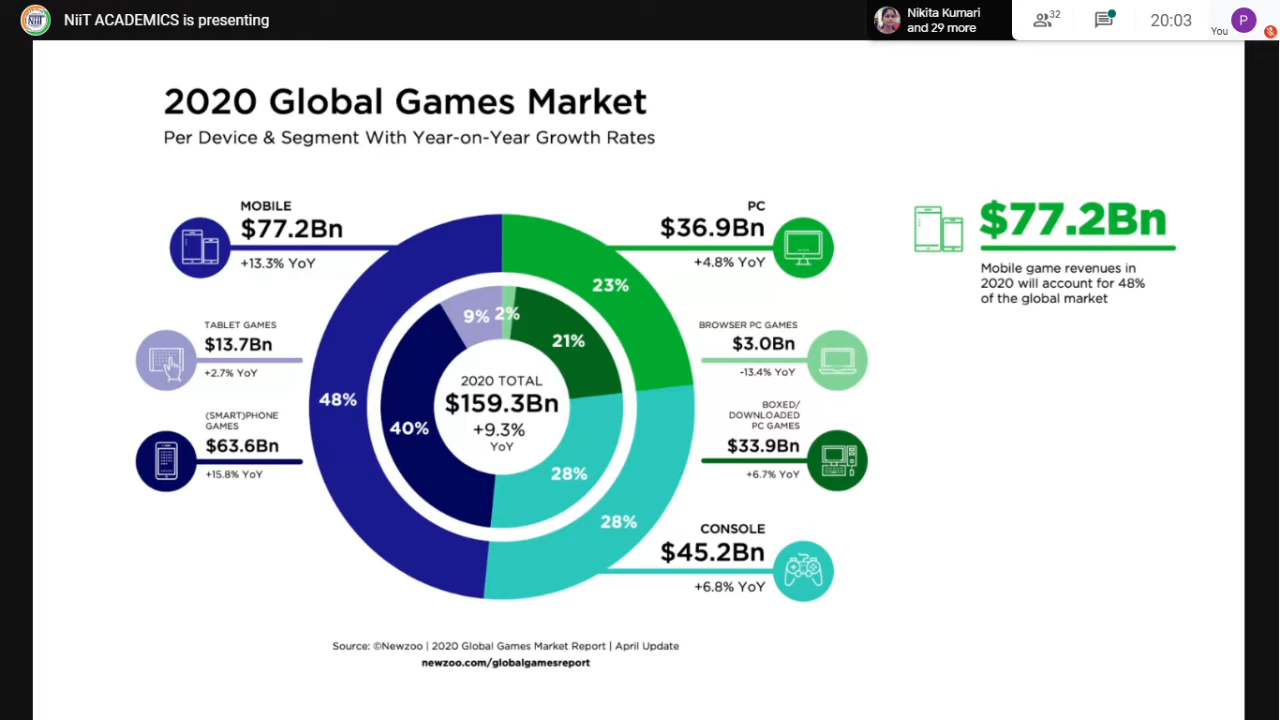 NiiT ACADEMICS is presenting
Nikita Kumari
and 29 more
32
20:03
You
P
2020 Global Games Market
Per Device & Segment With Year-on-Year Growth Rates
MOBILE
$77.2Bn
+13.3% YoY
TABLET GAMES
$13.7Bn
+2.7% YoY
(SMART)PHONE
GAMES
$63.6Bn
+15.8% YoY
48%
40%
9%
2%
23%
21%
28%
28%
2020 TOTAL
$159.3Bn
+9.3%
YoY
PC
$36.9Bn
+4.8% YoY
BROWSER PC GAMES
$3.0Bn
-13.4% YoY
BOXED/
DOWNLOADED
PC GAMES
$33.9Bn
+6.7% YoY
CONSOLE
$45.2Bn
+6.8% YoY
$77.2Bn
Mobile game revenues in
2020 will account for 48%
of the global market
Source: ©Newzoo | 2020 Global Games Market Report | April Update
newzoo.com/globalgamesreport